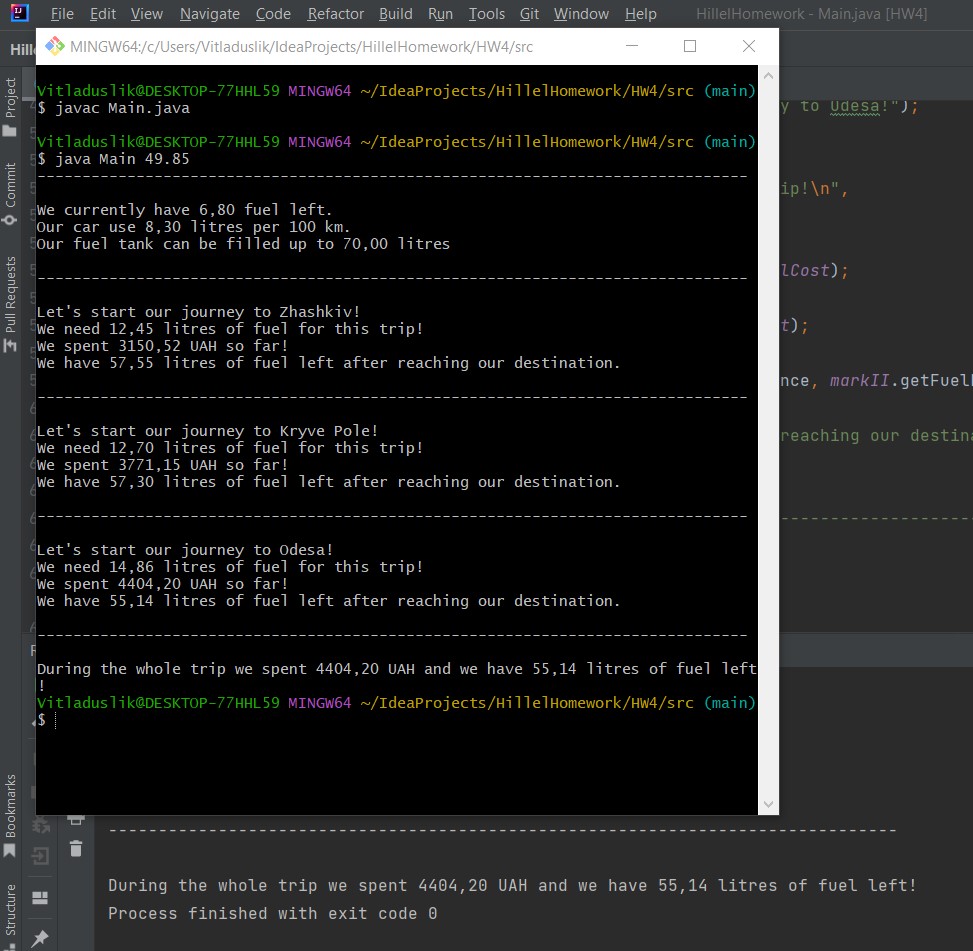 File Edit View Navigate Code Refactor Build Run Tools Git Window Help HillelHomework - Main.java [HW4]
MINGW64:/c/Users/Vitladuslik/IdeaProjects/HillelHomework/HW4/src
Project
Commit
Pull Requests
Bookmarks
Structure
Vitladuslik@DESKTOP-77HHL59 MINGW64 ~/IdeaProjects/HillelHomework/HW4/src (main)
$ javac Main.java
Vitladuslik@DESKTOP-77HHL59 MINGW64 ~/IdeaProjects/HillelHomework/HW4/src (main)
$ java Main 49.85
-------------------------------------------------------------------------------
We currently have 6,80 fuel left.
Our car use 8,30 litres per 100 km.
Our fuel tank can be filled up to 70,00 litres
-------------------------------------------------------------------------------
Let's start our journey to Zhashkiv!
We need 12,45 litres of fuel for this trip!
We spent 3150,52 UAH so far!
We have 57,55 litres of fuel left after reaching our destination.
-------------------------------------------------------------------------------
Let's start our journey to Kryve Pole!
We need 12,70 litres of fuel for this trip!
We spent 3771,15 UAH so far!
We have 57,30 litres of fuel left after reaching our destination.
-------------------------------------------------------------------------------
Let's start our journey to Odesa!
We need 14,86 litres of fuel for this trip!
We spent 4404,20 UAH so far!
We have 55,14 litres of fuel left after reaching our destination.
-------------------------------------------------------------------------------
During the whole trip we spent 4404,20 UAH and we have 55,14 litres of fuel left
!
Vitladuslik@DESKTOP-77HHL59 MINGW64 ~/IdeaProjects/HillelHomework/HW4/src (main)
$
y to Odesa!");
ip!\n",
lCost);
t);
nce, markII.getFuel
reaching our destina
-------------------------------------------------------------------------------
During the whole trip we spent 4404,20 UAH and we have 55,14 litres of fuel left!
Process finished with exit code 0